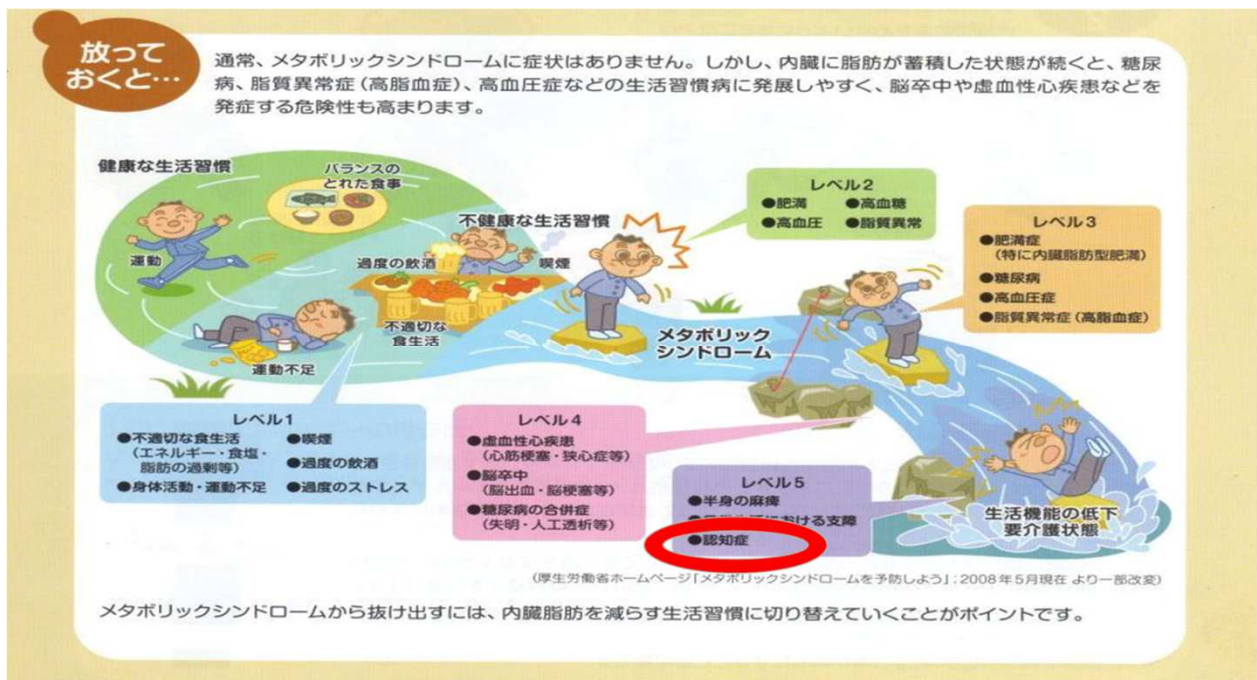 放って
おくと…
通常、メタボリックシンドロームに症状はありません。しかし、内臓に脂肪が蓄積した状態が続くと、糖尿
病、脂質異常症(高脂血症)、高血圧症などの生活習慣病に発展しやすく、脳卒中や虚血性心疾患などを
発症する危険性も高まります。
健康な生活習慣
バランスの
とれた食事
運動
不健康な生活習慣
過度の飲酒
喫煙
不適切な
食生活
運動不足
レベル2
●肥満 ●高血糖
●高血圧 ●脂質異常
レベル3
●肥満症
(特に内臓脂肪型肥満)
●糖尿病
●高血圧症
●脂質異常症(高脂血症)
メタボリック
シンドローム
レベル1
●不適切な食生活
(エネルギー・食塩・
脂肪の過剰等)
●身体活動・運動不足
●喫煙
●過度の飲酒
●過度のストレス
レベル4
●虚血性心疾患
(心筋梗塞・狭心症等)
●脳卒中
(脳出血・脳梗塞等)
●糖尿病の合併症
(失明・人工透析等)
レベル5
●半身の麻痺
における支障
●認知症
生活機能の低下
要介護状態
(厚生労働省ホームページ「メタボリックシンドロームを予防しよう」:2008年5月現在 より一部改変)
メタボリックシンドロームから抜け出すには、内臓脂肪を減らす生活習慣に切り替えていくことがポイントです。